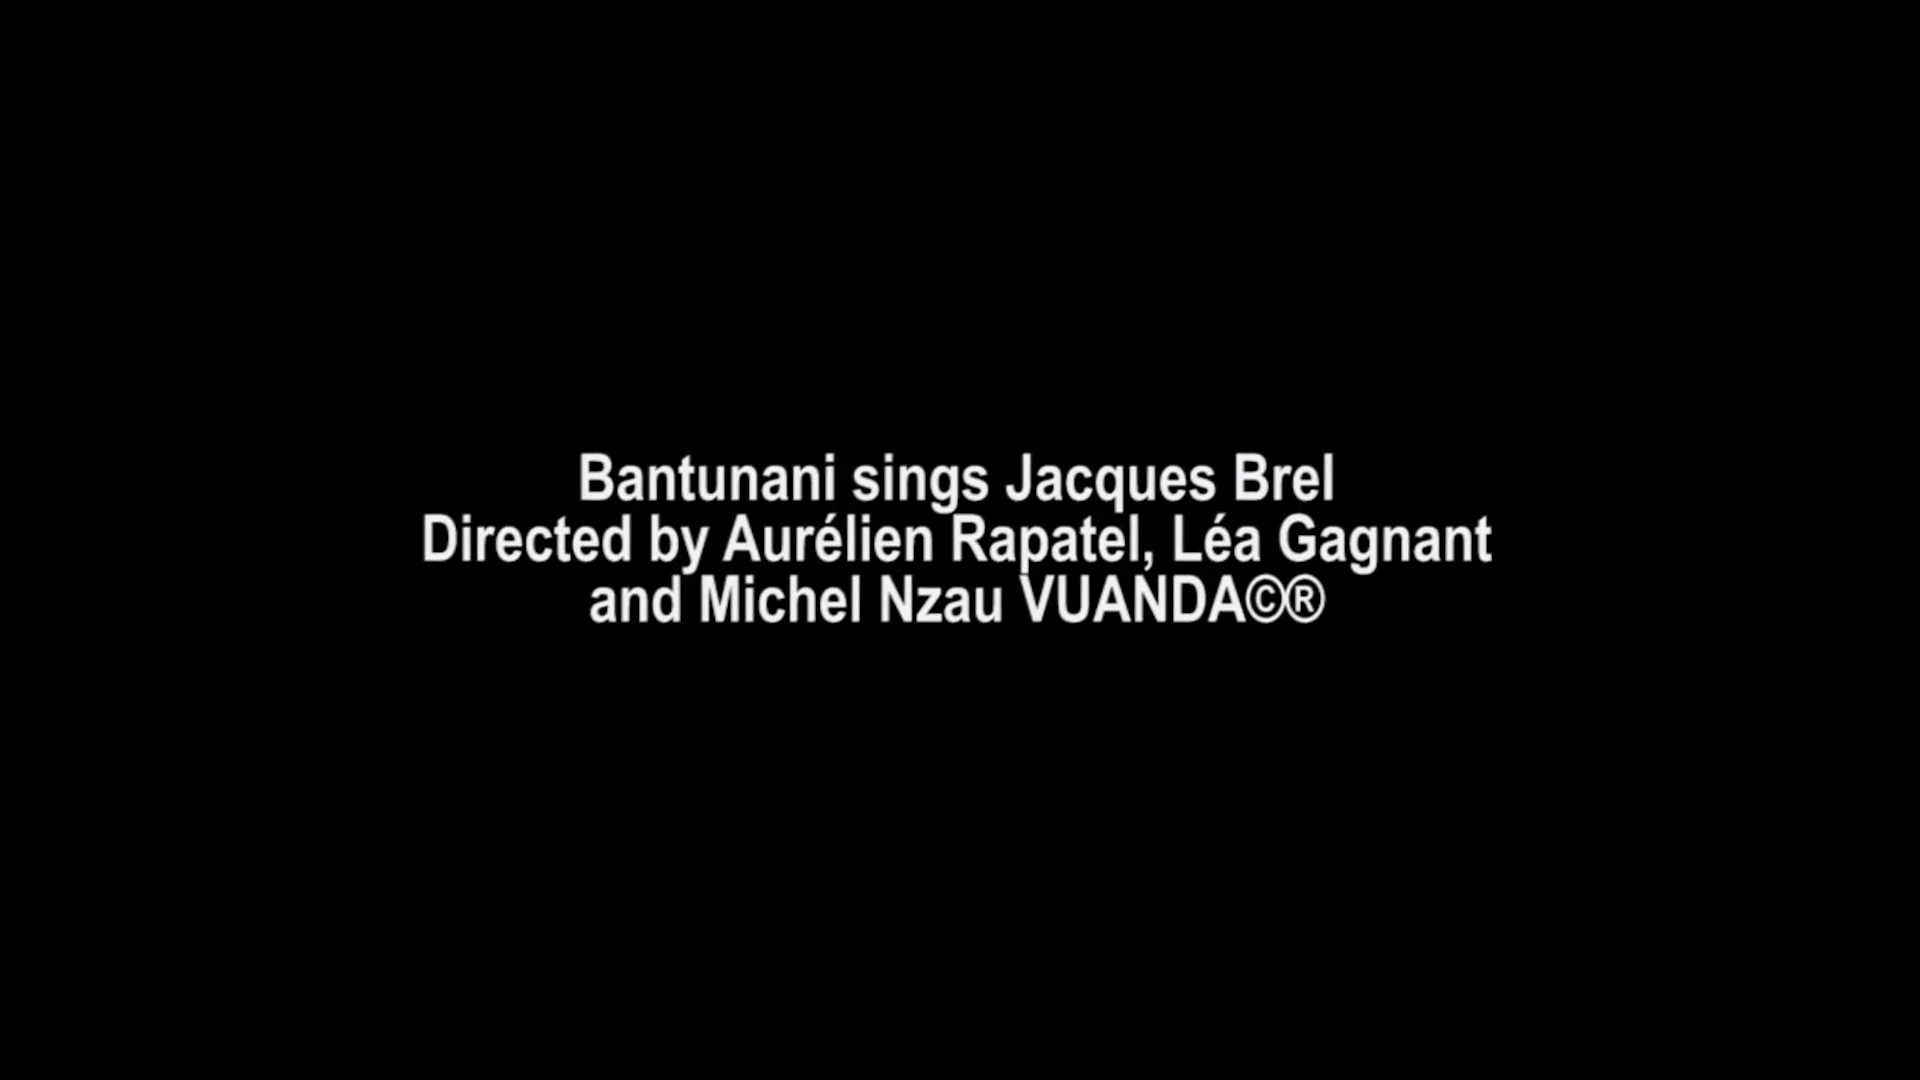 Bantunani sings Jacques Brel
Directed by Aurélien Rapatel, Léa Gagnant
and Michel Nzau VUANDA©®